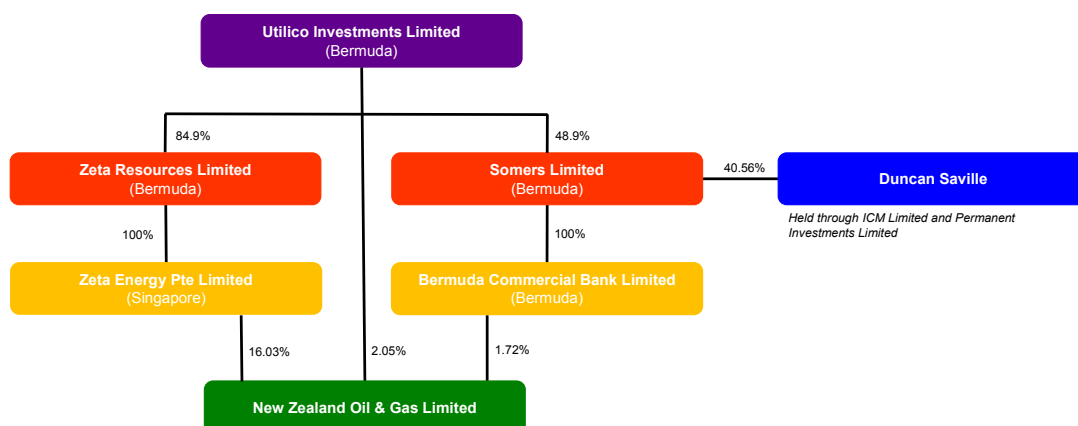 Utilico Investments Limited
(Bermuda)
84.9%
48.9%
Zeta Resources Limited
(Bermuda)
Somers Limited
(Bermuda)
40.56%
Duncan Saville
Held through ICM Limited and Permanent
Investments Limited
100%
100%
Zeta Energy Pte Limited
(Singapore)
Bermuda Commercial Bank Limited
(Bermuda)
16.03%
2.05%
1.72%
New Zealand Oil & Gas Limited